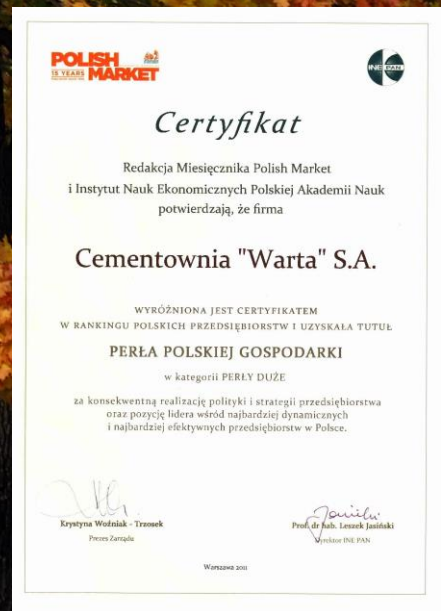 POLISH
15 YEARS MARKET
INE PAN
Certyfikat
Redakcja Miesięcznika Polish Market
i Instytut Nauk Ekonomicznych Polskiej Akademii Nauk
potwierdzają, że firma
Cementownia "Warta" S.A.
WYRÓŻNIONA JEST CERTYFIKATEM
W RANKINGU POLSKICH PRZEDSIĘBIORSTW I UZYSKAŁA TUTUŁ
PERŁA POLSKIEJ GOSPODARKI
w kategorii PERŁY DUŻE
za konsekwentną realizację polityki i strategii przedsiębiorstwa
oraz pozycję lidera wśród najbardziej dynamicznych
i najbardziej efektywnych przedsiębiorstw w Polsce.
Krystyna Woźniak - Trzosek
Prezes Zarządu
Prof. dr hab. Leszek Jasiński
Dyrektor INE PAN
Warszawa 2011